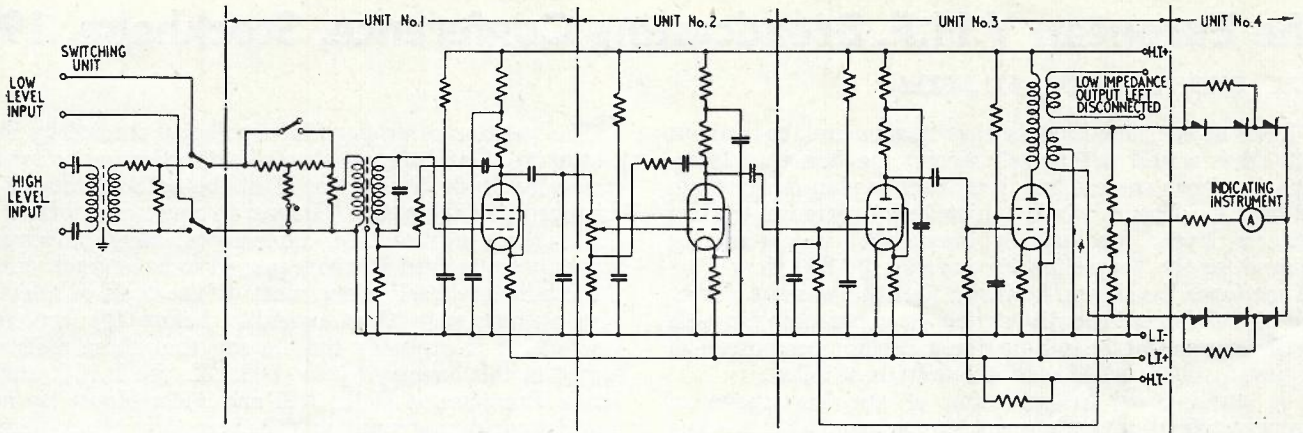 UNIT No.1
UNIT No.2
UNIT No.3
UNIT No.4
SWITCHING
UNIT
LOW
LEVEL
INPUT
HIGH
LEVEL
INPUT
H.T.+
LOW IMPEDANCE
OUTPUT LEFT
DISCONNECTED
INDICATING
INSTRUMENT
A
L.T.-
L.T.+
H.T.-